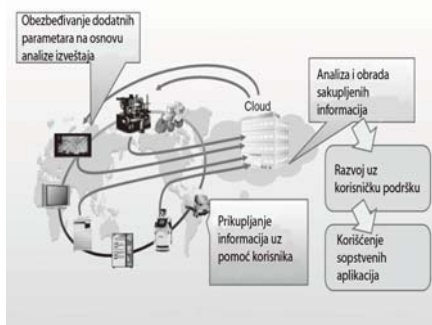 Obezbeđivanje dodatnih
parametara na osnovu
analize izveštaja
Cloud
Analiza i obrada
sakupljenih
informacija
Razvoj uz
korisničku podršku
Prikupljanje
informacija uz
pomoć korisnika
Korišćenje
sopstvenih
aplikacija